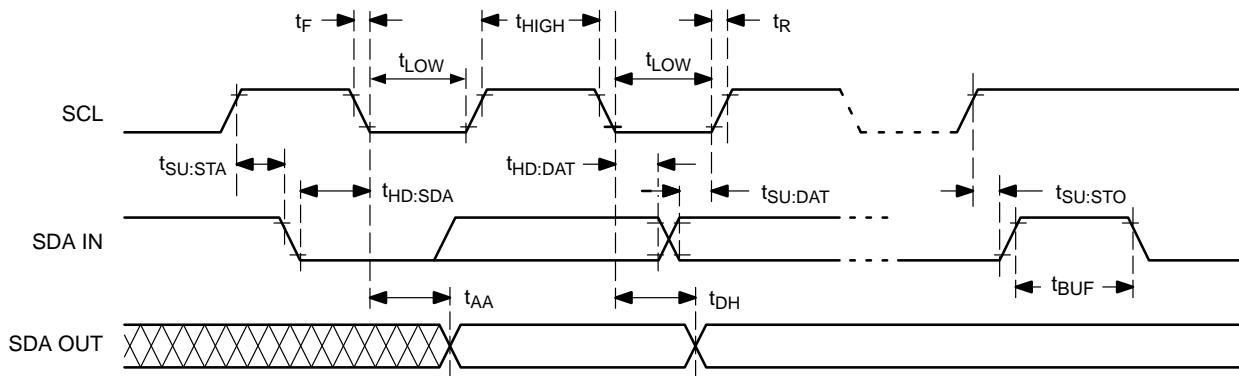 tF
tHIGH
tR
tLOW
tLOW
SCL
tSU:STA
tHD:SDA
tHD:DAT
tSU:DAT
tSU:STO
SDA IN
tBUF
tAA
tDH
SDA OUT